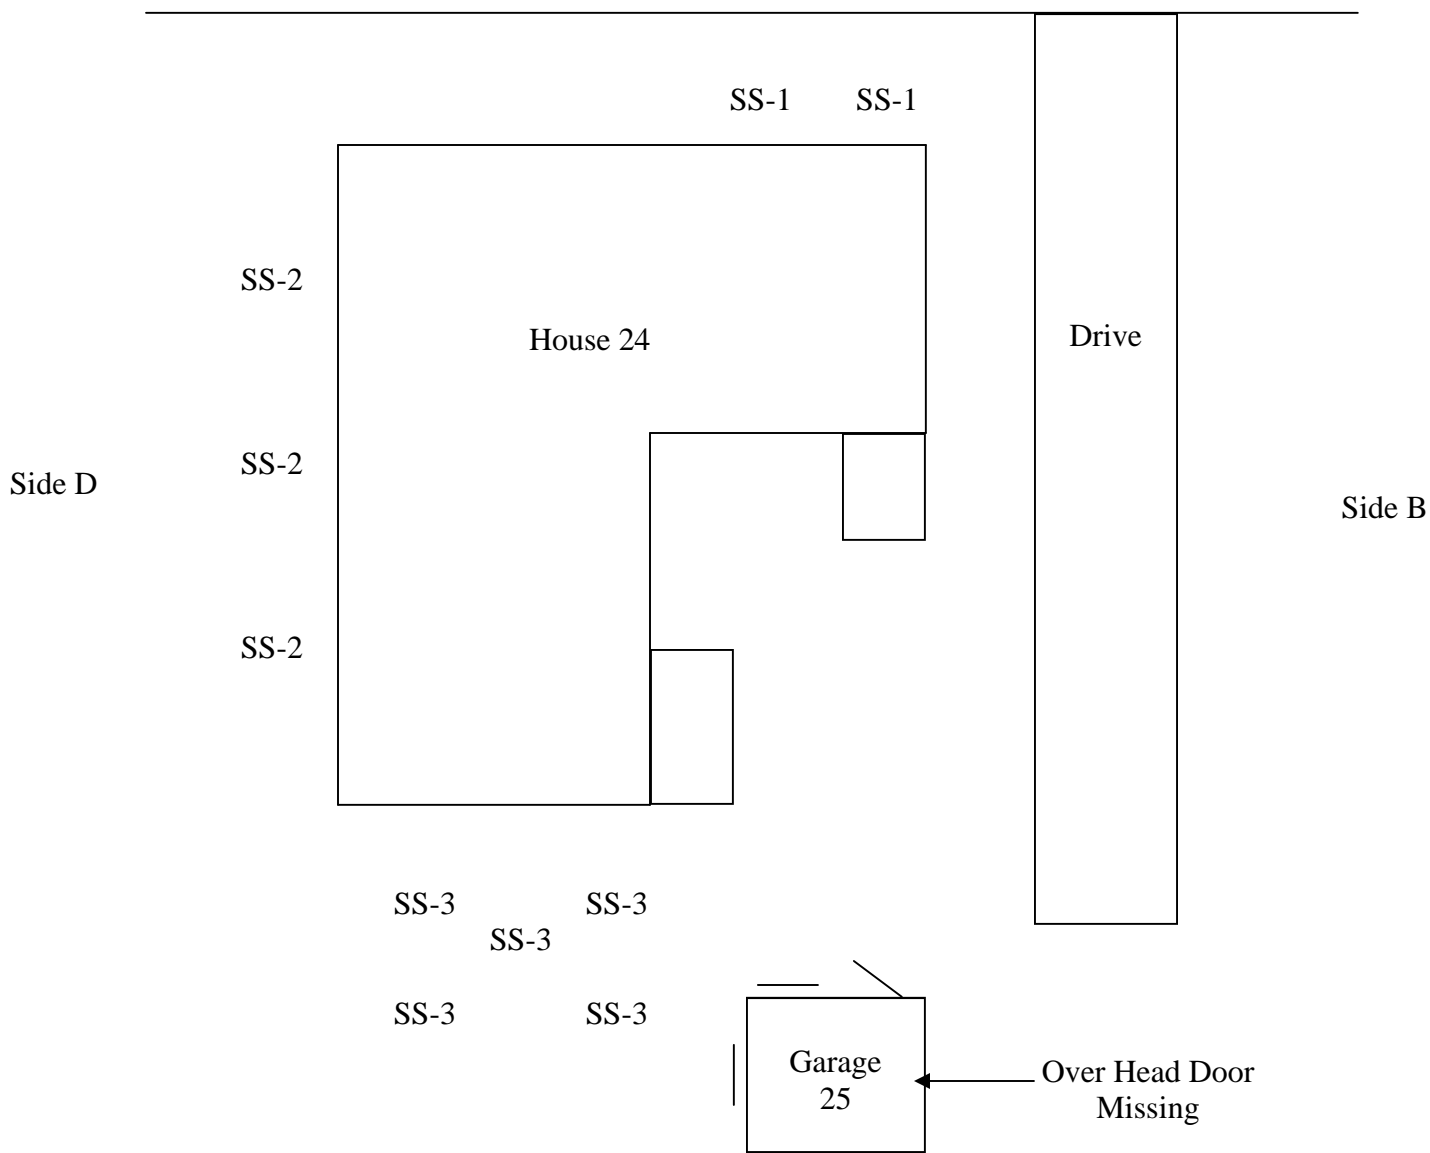 SS-1 SS-1
SS-2
House 24
Drive
SS-2
Side D
Side B
SS-2
SS-3 SS-3
SS-3
SS-3 SS-3
Garage
25
Over Head Door
Missing